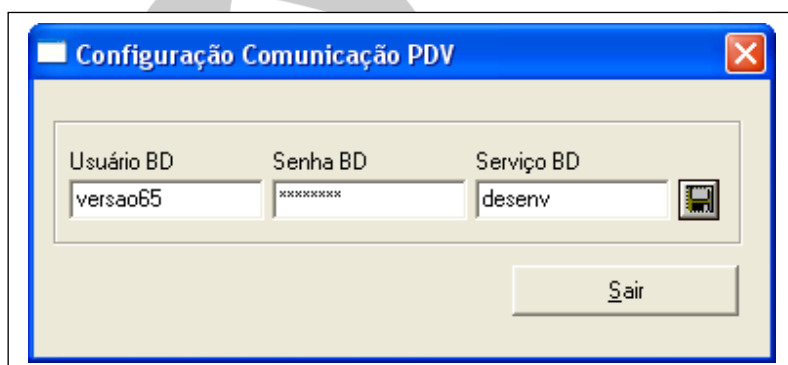 Configuração Comunicação PDV
Usuário BD Senha BD Serviço BD
versao65 ******** desenv
Sair